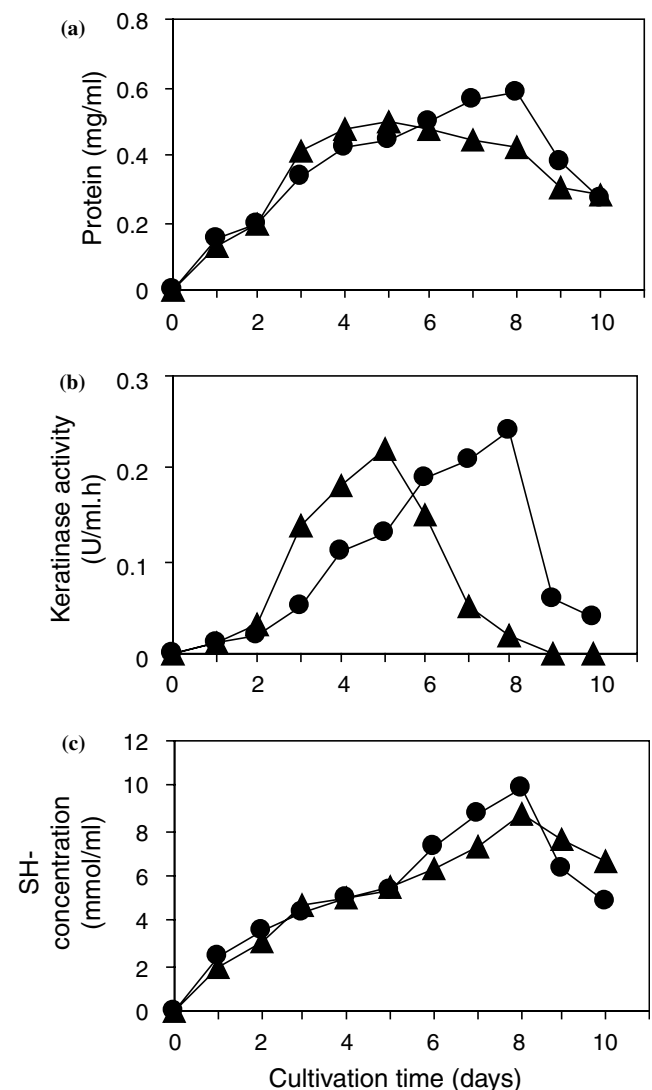 (a)
0.8
0.6
0.4
0.2
0
Protein (mg/ml)
0 2 4 6 8 10
(b)
0.3
0.2
0.1
0
Keratinase activity
(U/ml.h)
0 2 4 6 8 10
(c)
12
10
8
6
4
2
0
SH-
concentration
(mmol/ml)
0 2 4 6 8 10
Cultivation time (days)